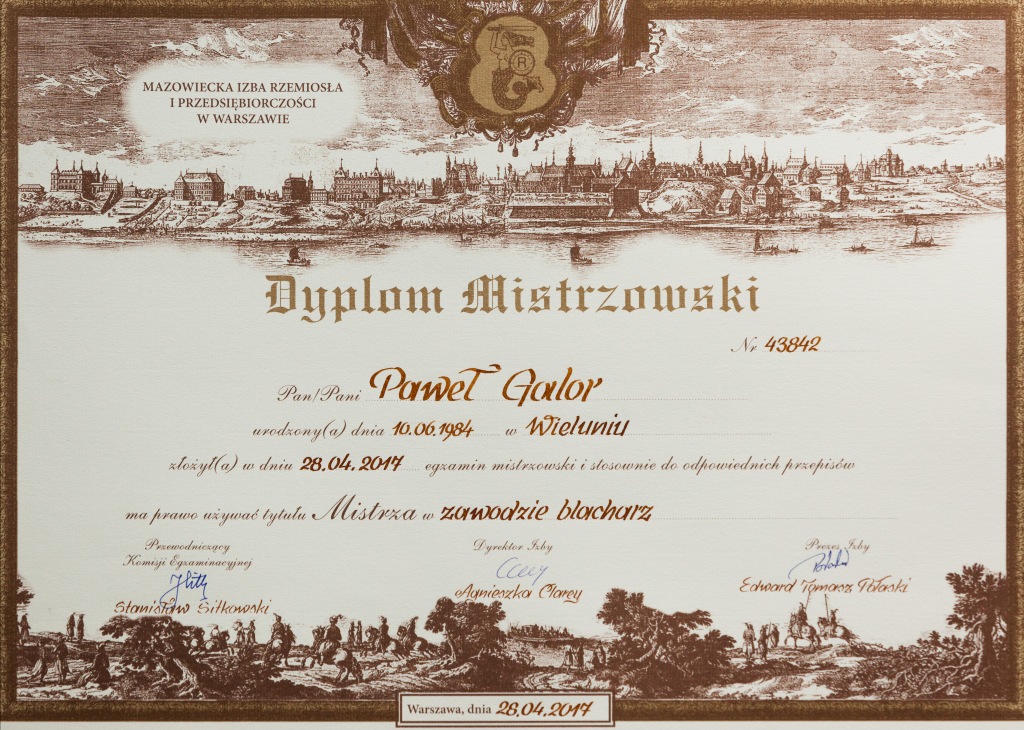 MAZOWIECKA IZBA RZEMIOSŁA
I PRZEDSIĘBIORCZOŚCI
W WARSZAWIE
R
Dyplom Mistrzowski
Nr 43842
Pan/Pani Paweł Galor
urodzony(a) dnia 10.06.1984 w Wieluniu
złożył(a) w dniu 28.04.2017 egzamin mistrzowski i stosownie do odpowiednich przepisów
ma prawo używać tytułu Mistrza w zawodzie blacharz
Przewodniczący
Komisji Egzaminacyjnej
Stanisław Sitkowski
Dyrektor Izby
Agnieszka Clarey
Prezes Izby
Edward Tomasz Połaski
Warszawa, dnia 28.04.2017